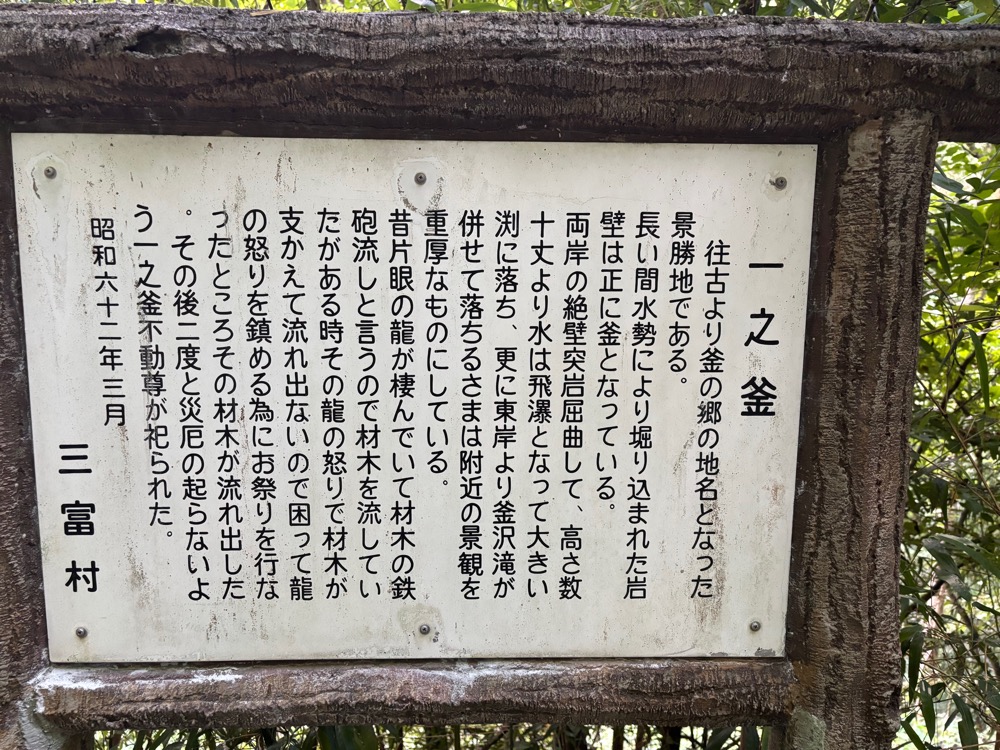 一之釜
往古より釜の郷の地名となった
景勝地である。
長い間水勢により堀り込まれた岩
壁は正に釜となっている。
両岸の絶壁突岩屈曲して、高さ数
十丈より水は飛瀑となって大きい
渕に落ち、更に東岸より釜沢滝が
併せて落ちるさまは附近の景観を
重厚なものにしている。
昔片眼の龍が棲んでいて材木の鉄
砲流しと言うので材木を流してい
たがある時その龍の怒りで材木が
支かえて流れ出ないので困って龍
の怒りを鎮める為にお祭りを行な
ったところその材木が流れ出した
。その後二度と災厄の起らないよ
う一之釜不動尊が祀られた。
昭和六十二年三月
三富村